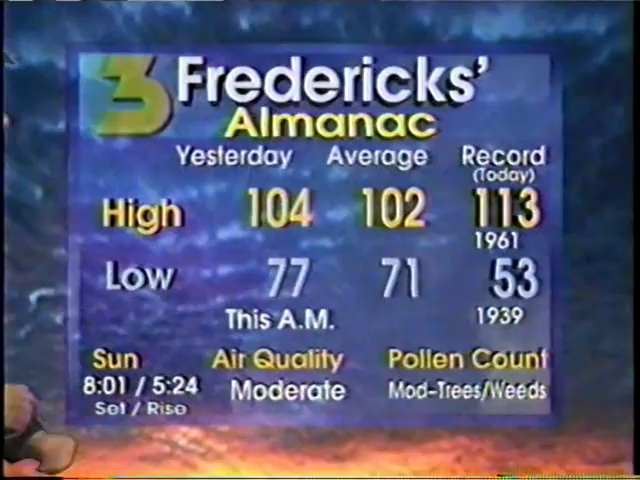 3 Fredericks'
Almanac
Yesterday Average Record
(Today)
High 104 102 113
1961
Low 77 71 53
This A.M. 1939
Sun Air Quality Pollen Count
8:01 / 5:24 Moderate Mod-Trees/Weeds
Set / Rise